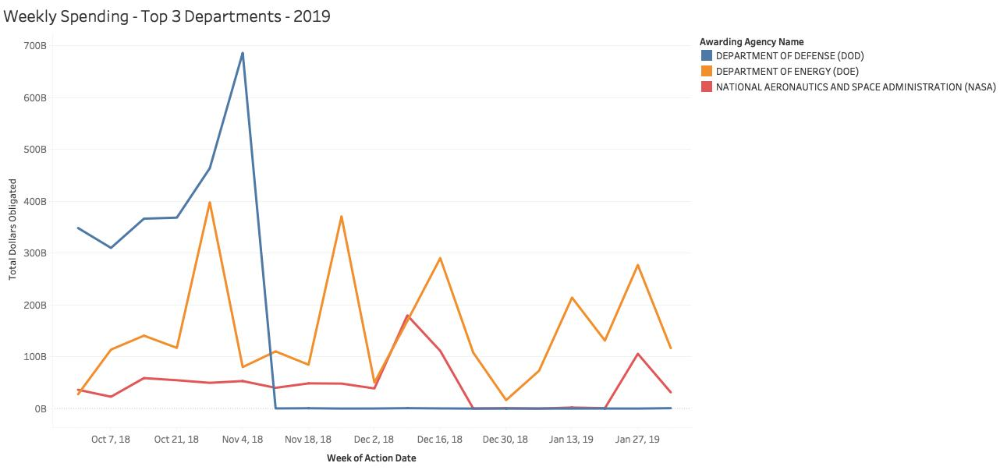 Weekly Spending - Top 3 Departments - 2019
Awarding Agency Name
DEPARTMENT OF DEFENSE (DOD)
DEPARTMENT OF ENERGY (DOE)
NATIONAL AERONAUTICS AND SPACE ADMINISTRATION (NASA)
Total Dollars Obligated
700B
600B
500B
400B
300B
200B
100B
0B
Oct 7, 18
Oct 21, 18
Nov 4, 18
Nov 18, 18
Dec 2, 18
Dec 16, 18
Dec 30, 18
Jan 13, 19
Jan 27, 19
Week of Action Date